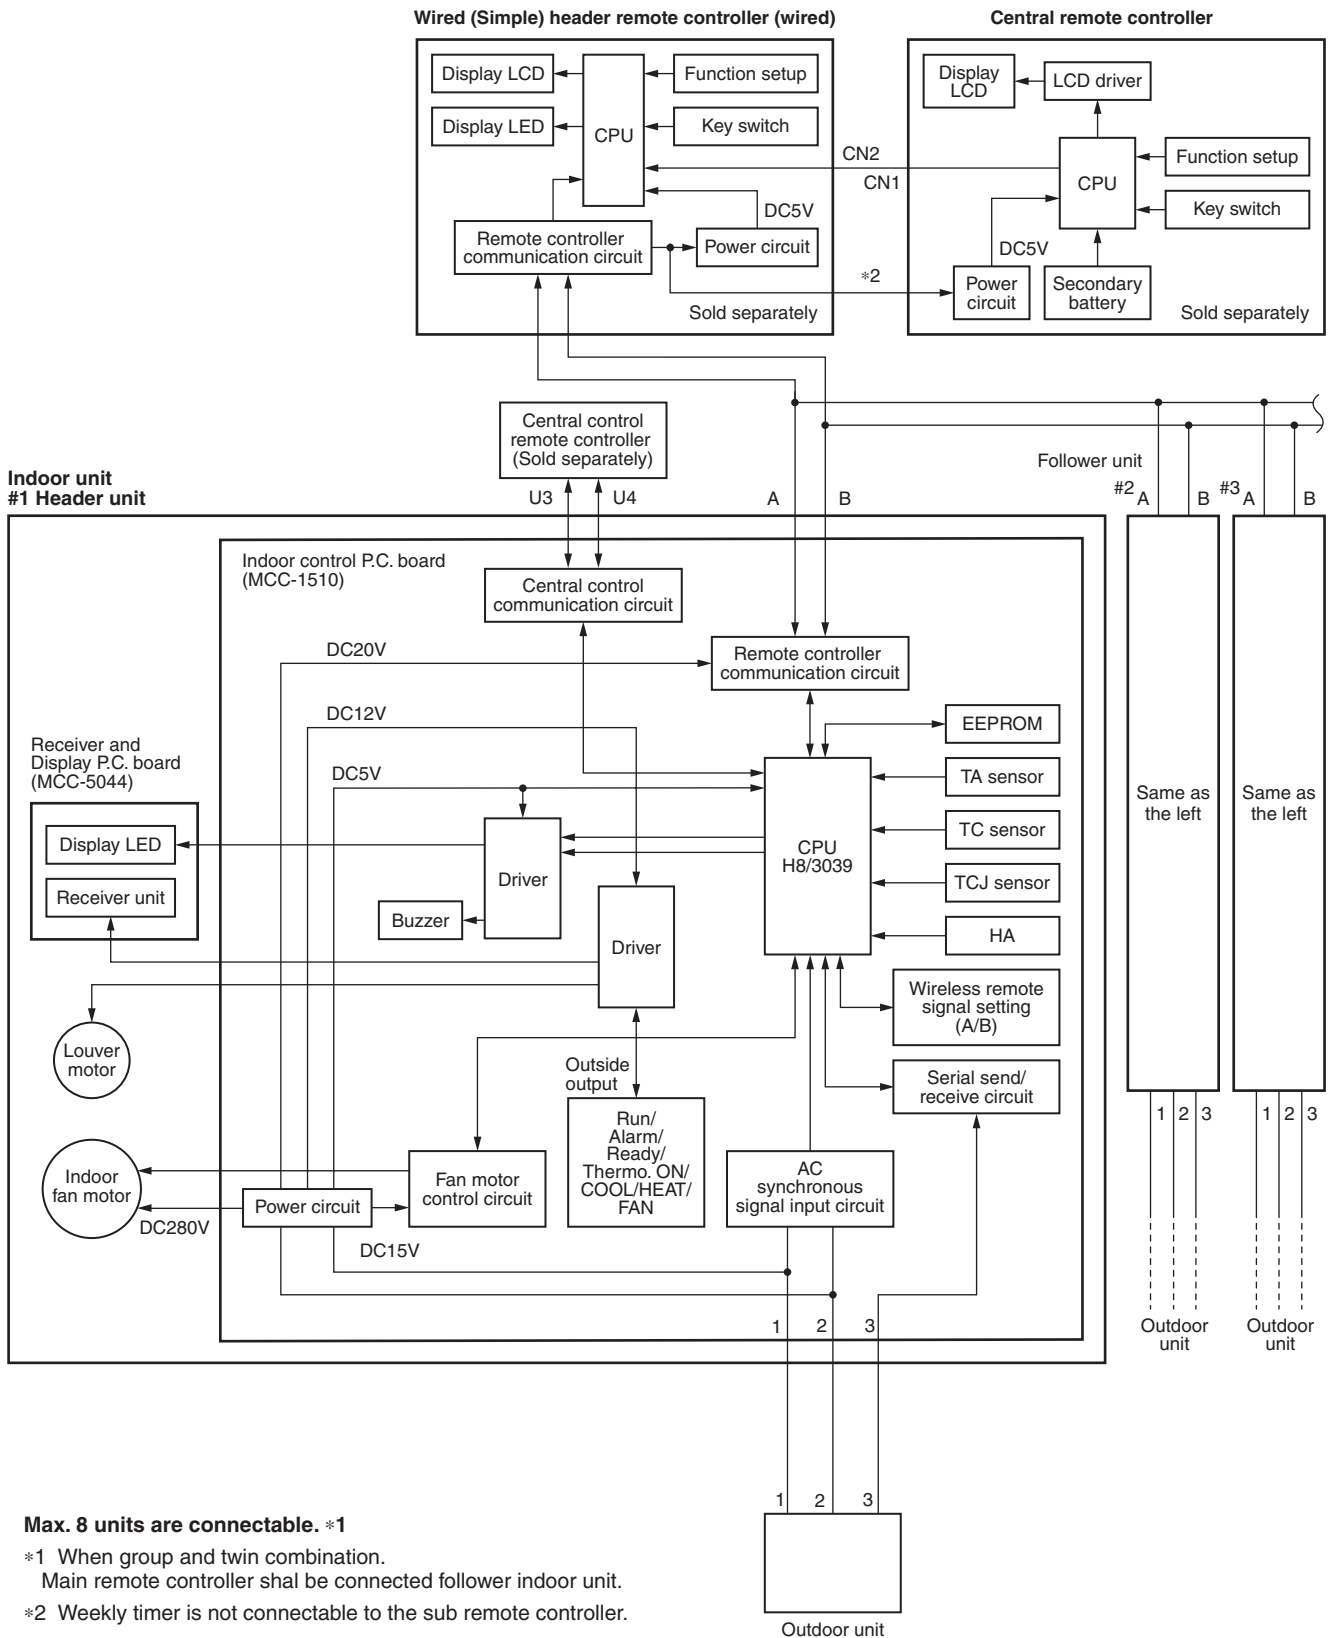 Wired (Simple) header remote controller (wired)
Central remote controller
Display LCD
CPU
Function setup
Display LED
Key switch
Remote controller
communication circuit
DC5V
Power circuit
Sold separately
Display
LCD
LCD driver
CPU
Function setup
Key switch
CN2
CN1
DC5V
∗2
Power
circuit
Secondary
battery
Sold separately
Central control
remote controller
(Sold separately)
Indoor unit
#1 Header unit
U3
U4
A
B
Follower unit
#2
A
B
#3
A
B
Indoor control P.C. board
(MCC-1510)
Central control
communication circuit
DC20V
Remote controller
communication circuit
DC12V
EEPROM
Receiver and
Display P.C. board
(MCC-5044)
DC5V
TA sensor
Same as
the left
Same as
the left
Display LED
TC sensor
CPU
H8/3039
Driver
TCJ sensor
Receiver unit
Buzzer
HA
Driver
Wireless remote
signal setting
(A/B)
Louver
motor
Outside
output
Serial send/
receive circuit
Run/
Alarm/
Ready/
Thermo. ON/
COOL/HEAT/
FAN
1
2
3
1
2
3
Indoor
fan motor
Fan motor
control circuit
AC
synchronous
signal input circuit
Power circuit
DC280V
DC15V
1
2
3
Outdoor
unit
Outdoor
unit
1
2
3
Max. 8 units are connectable. ∗1
∗1 When group and twin combination.
Main remote controller shal be connected follower indoor unit.
∗2 Weekly timer is not connectable to the sub remote controller.
Outdoor unit